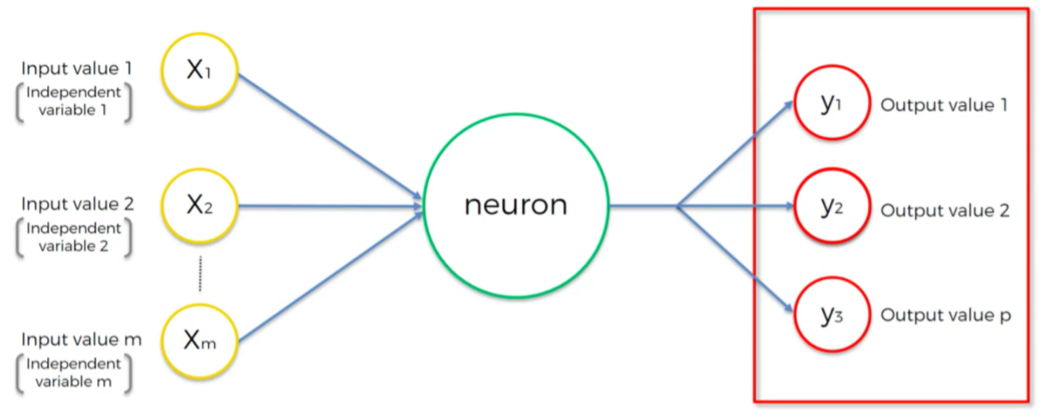 Input value 1
Independent
variable 1
X1
Input value 2
Independent
variable 2
X2
Input value m
Independent
variable m
Xm
neuron
y1
Output value 1
y2
Output value 2
y3
Output value p